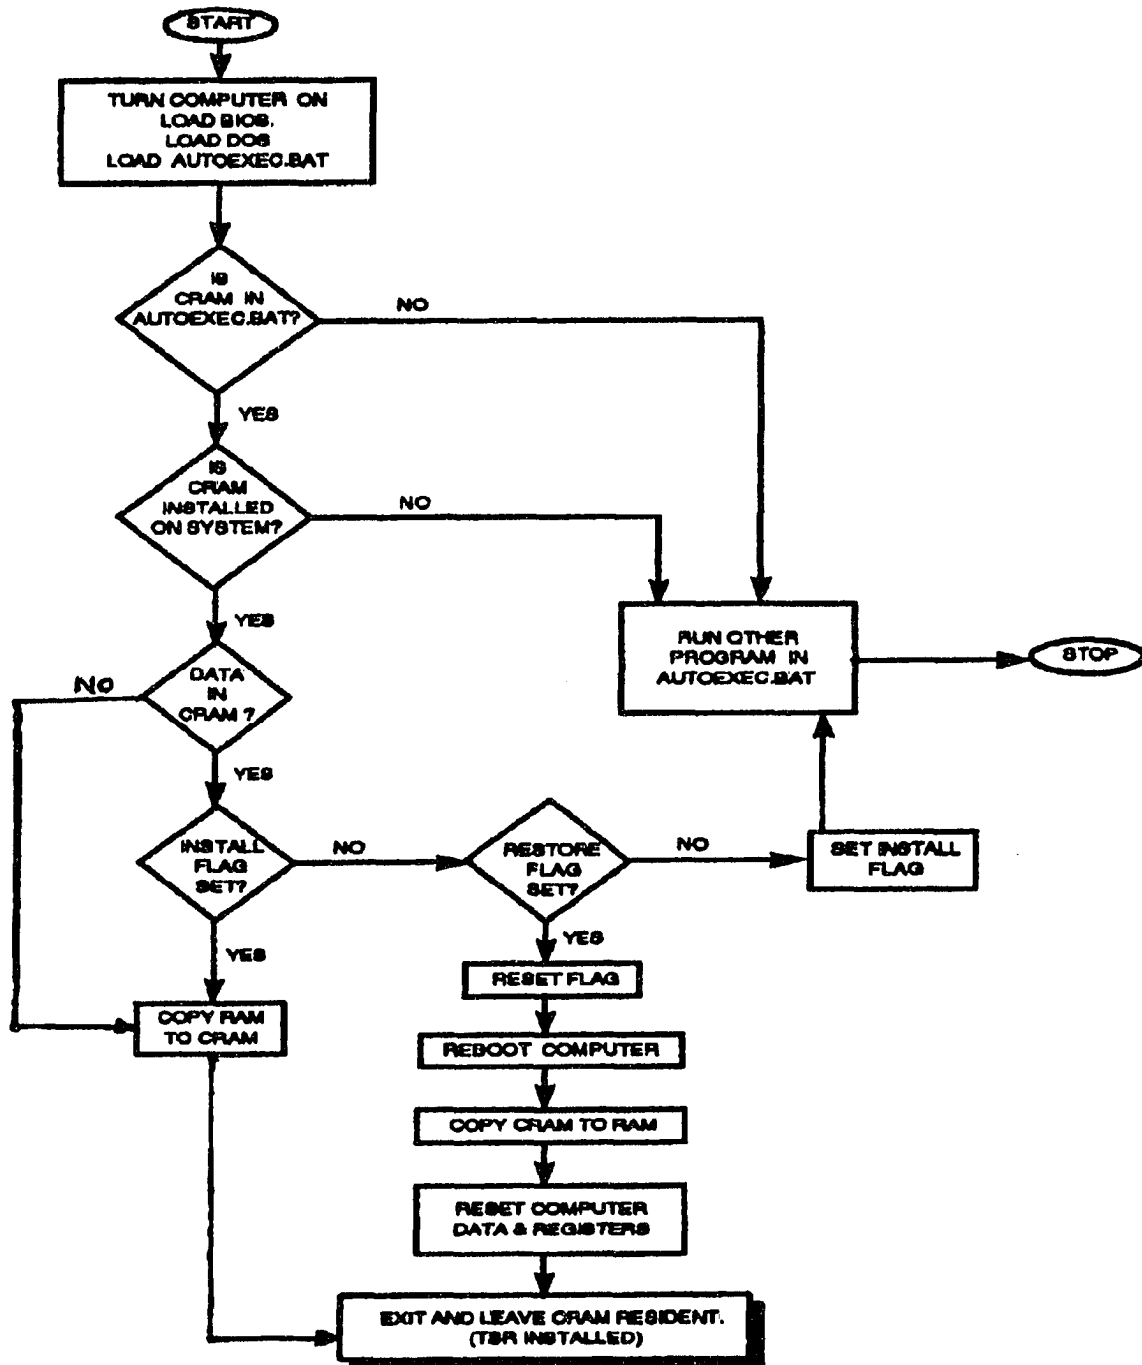 START
TURN COMPUTER ON
LOAD BIOS,
LOAD DOS
LOAD AUTOEXEC.BAT
IS
CRAM IN
AUTOEXEC.BAT?
NO
YES
IS
CRAM
INSTALLED
ON SYSTEM?
NO
YES
RUN OTHER
PROGRAM IN
AUTOEXEC.BAT
STOP
DATA
IN
CRAM ?
NO
YES
INSTALL
FLAG
SET?
NO
RESTORE
FLAG
SET?
NO
SET INSTALL
FLAG
YES
YES
RESET FLAG
COPY RAM
TO CRAM
REBOOT COMPUTER
COPY CRAM TO RAM
RESET COMPUTER
DATA & REGISTERS
EXIT AND LEAVE CRAM RESIDENT.
(TSR INSTALLED)